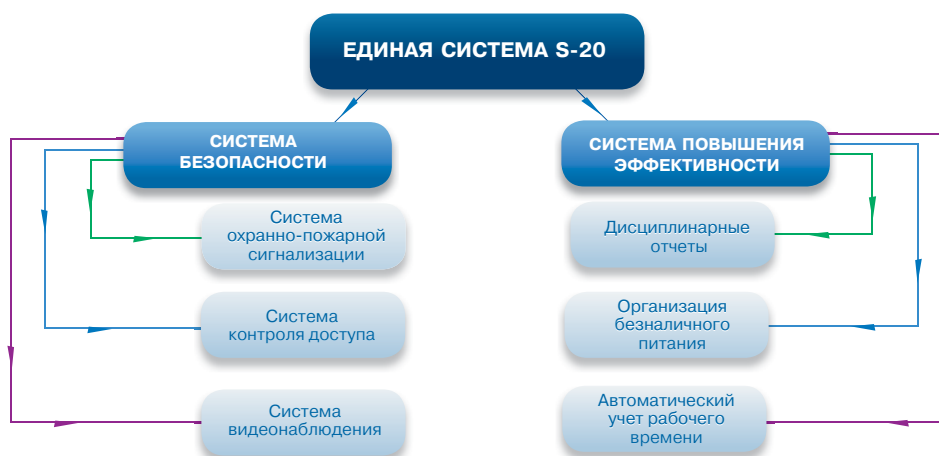 ЕДИНАЯ СИСТЕМА S-20
СИСТЕМА
БЕЗОПАСНОСТИ
Система
охранно-пожарной
сигнализации
Система
контроля доступа
Система
видеонаблюдения
СИСТЕМА ПОВЫШЕНИЯ
ЭФФЕКТИВНОСТИ
Дисциплинарные
отчеты
Организация
безналичного
питания
Автоматический
учет рабочего
времени